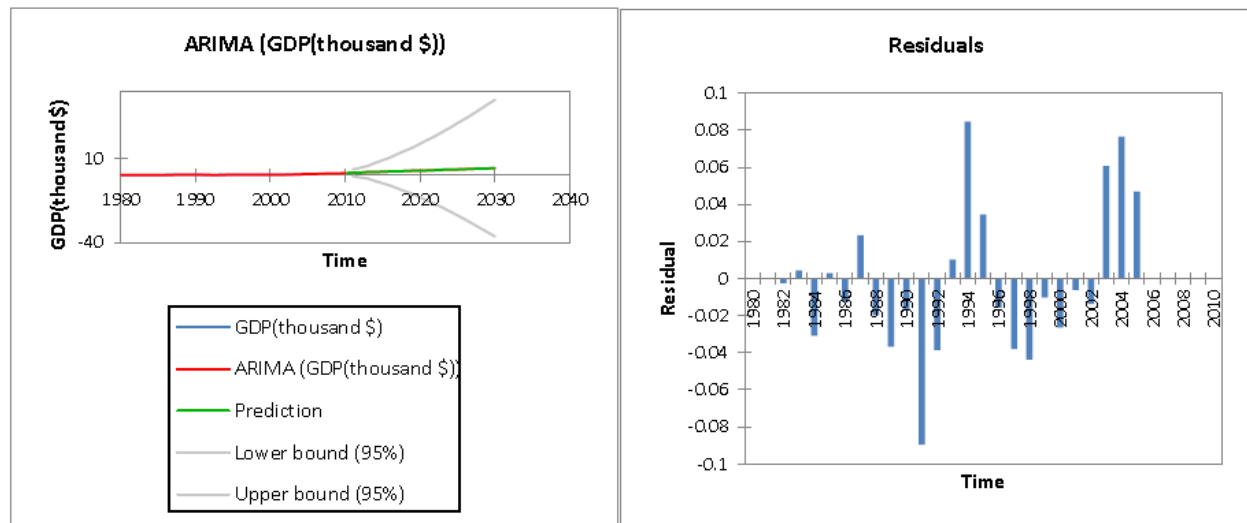 ARIMA (GDP(thousand $))
GDP(thousand $)
10
-40
1980 1990 2000 2010 2020 2030 2040
Time
GDP(thousand $)
ARIMA (GDP(thousand $))
Prediction
Lower bound (95%)
Upper bound (95%)
Residuals
Residual
0.1
0.08
0.06
0.04
0.02
0
-0.02
-0.04
-0.06
-0.08
-0.1
1980 1982 1984 1986 1988 1990 1992 1994 1996 1998 2000 2002 2004 2006 2008 2010
Time